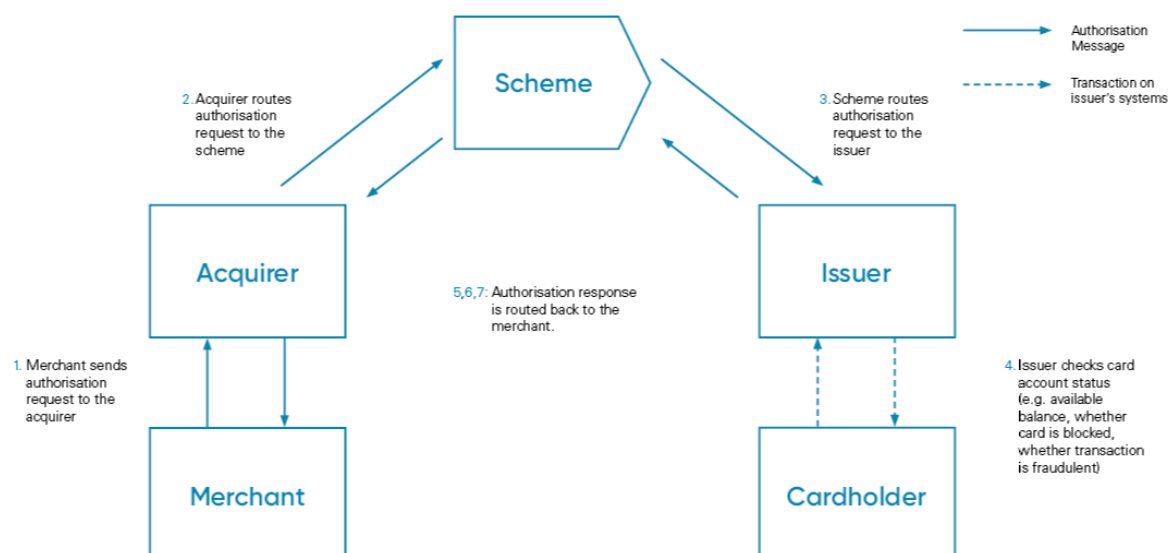 Scheme
Authorisation
Message
Transaction on
issuer's systems
2. Acquirer routes
authorisation
request to the
scheme
3. Scheme routes
authorisation
request to the
issuer
Acquirer
Issuer
5,6,7: Authorisation response
is routed back to the
merchant.
1. Merchant sends
authorisation
request to the
acquirer
4. Issuer checks card
account status
(e.g. available
balance, whether
card is blocked,
whether transaction
is fraudulent)
Merchant
Cardholder